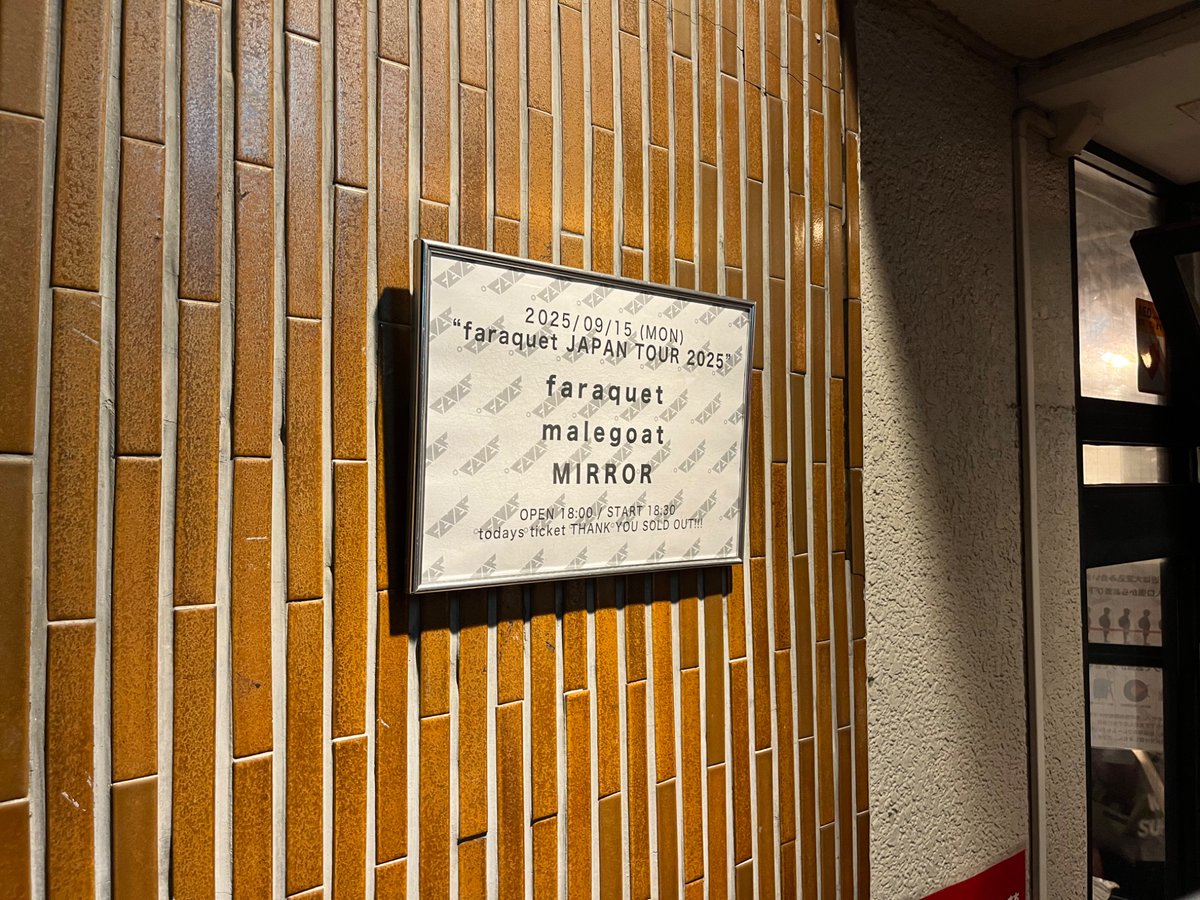 2025/09/15 (MON)
"faraquet JAPAN TOUR 2025"
faraquet
malegoat
MIRROR
OPEN 18:00 / START 18:30
todays ticket THANK YOU SOLD OUT!!!
SU